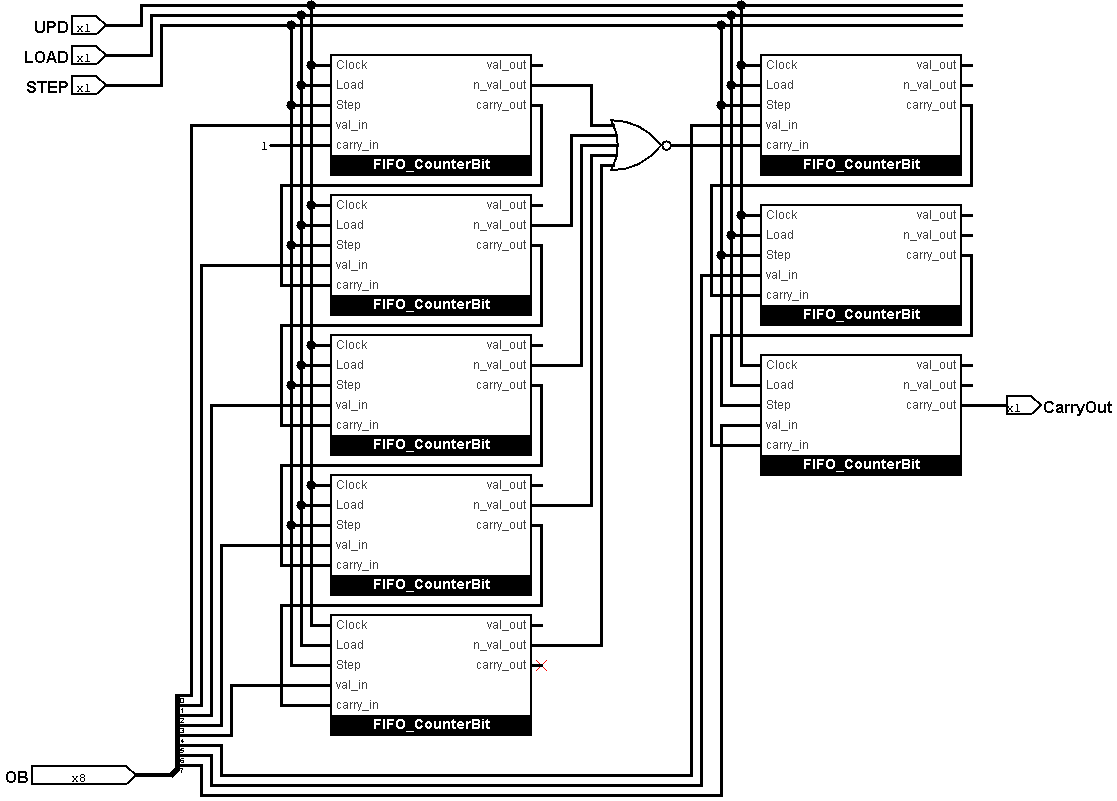 UPD x1
LOAD x1
STEP x1
Clock val_out
Load n_val_out
Step carry_out
val_in
1 carry_in
FIFO_CounterBit
Clock val_out
Load n_val_out
Step carry_out
val_in
carry_in
FIFO_CounterBit
Clock val_out
Load n_val_out
Step carry_out
val_in
carry_in
FIFO_CounterBit
Clock val_out
Load n_val_out
Step carry_out
val_in
carry_in
FIFO_CounterBit
Clock val_out
Load n_val_out
Step carry_out
val_in
carry_in
FIFO_CounterBit
Clock val_out
Load n_val_out
Step carry_out
val_in
carry_in
FIFO_CounterBit
Clock val_out
Load n_val_out
Step carry_out
val_in
carry_in
FIFO_CounterBit
Clock val_out
Load n_val_out
Step carry_out
val_in
carry_in
FIFO_CounterBit
x1 CarryOut
0
1
2
3
4
5
6
7
OB x8